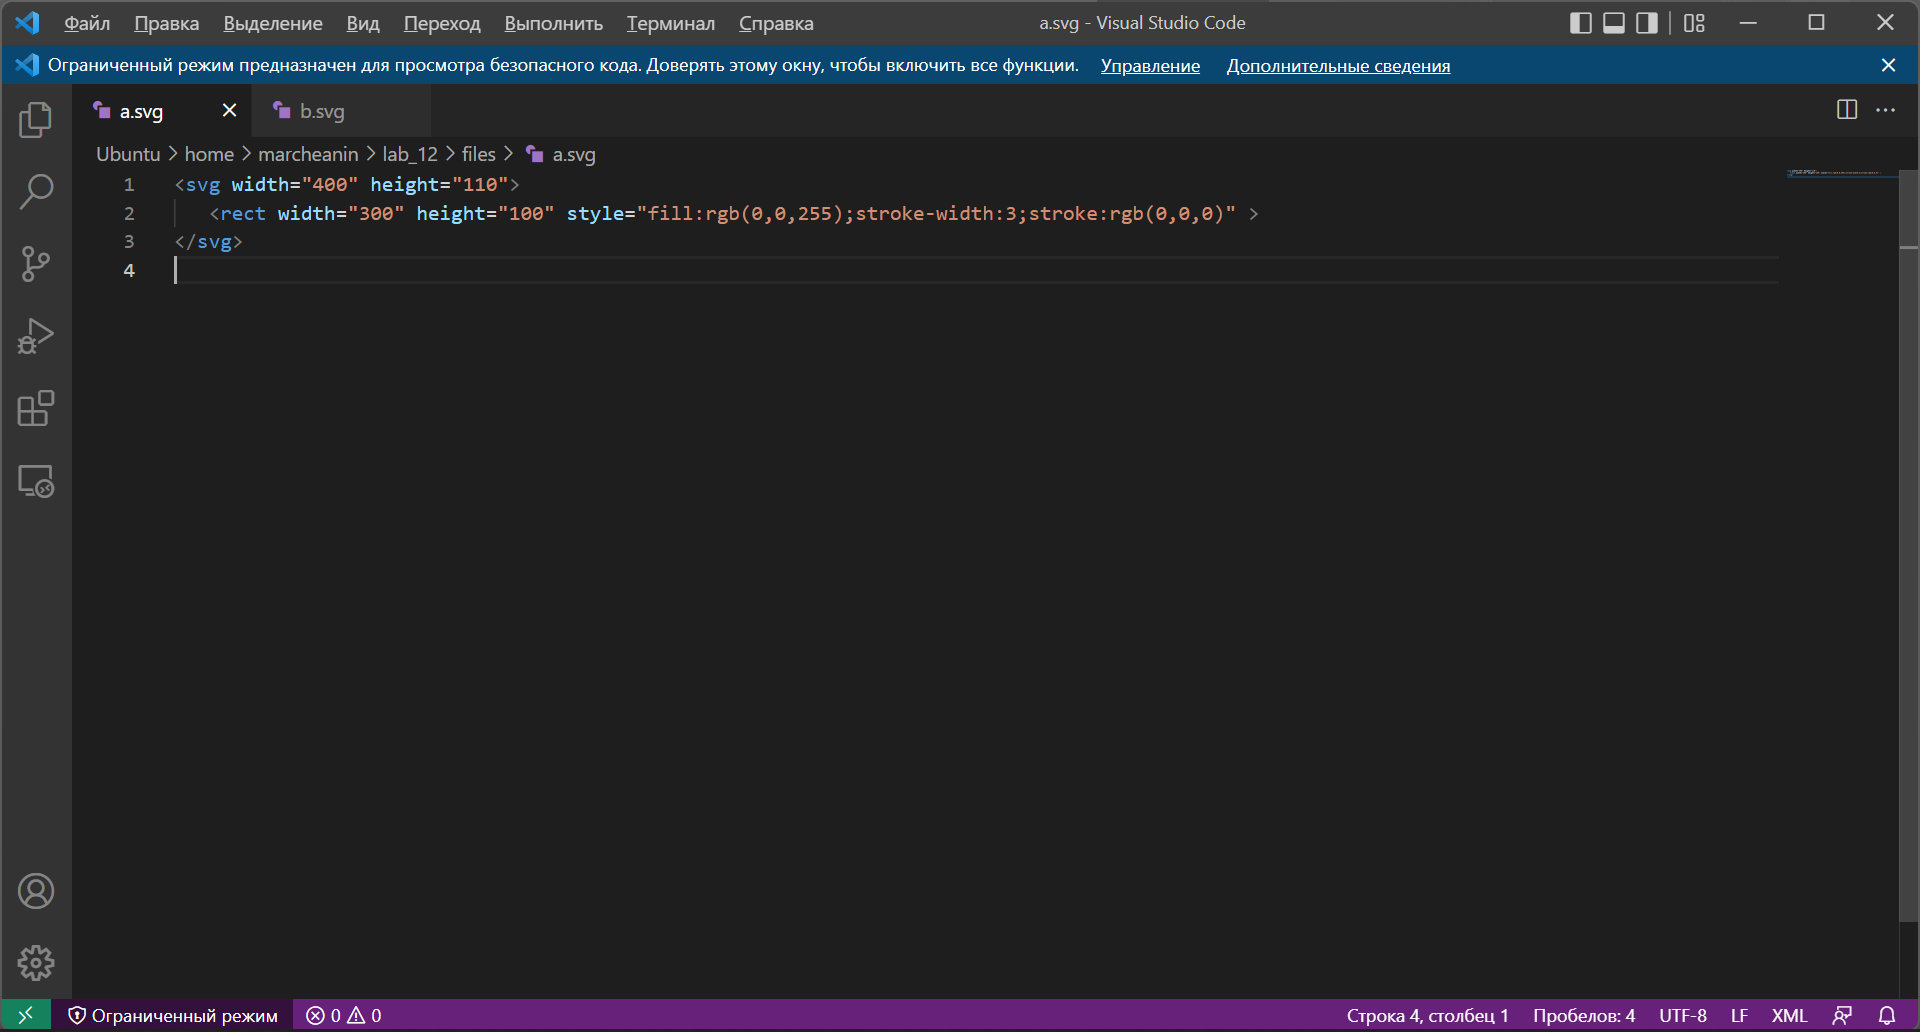 Файл Правка Выделение Вид Переход Выполнить Терминал Справка a.svg - Visual Studio Code
Ограниченный режим предназначен для просмотра безопасного кода. Доверять этому окну, чтобы включить все функции. Управление Дополнительные сведения
a.svg b.svg
Ubuntu > home > marcheanin > lab_12 > files > a.svg
1 <svg width="400" height="110">
2 <rect width="300" height="100" style="fill:rgb(0,0,255);stroke-width:3;stroke:rgb(0,0,0)" >
3 </svg>
4
Ограниченный режим 0 0 Строка 4, столбец 1 Пробелов: 4 UTF-8 LF XML